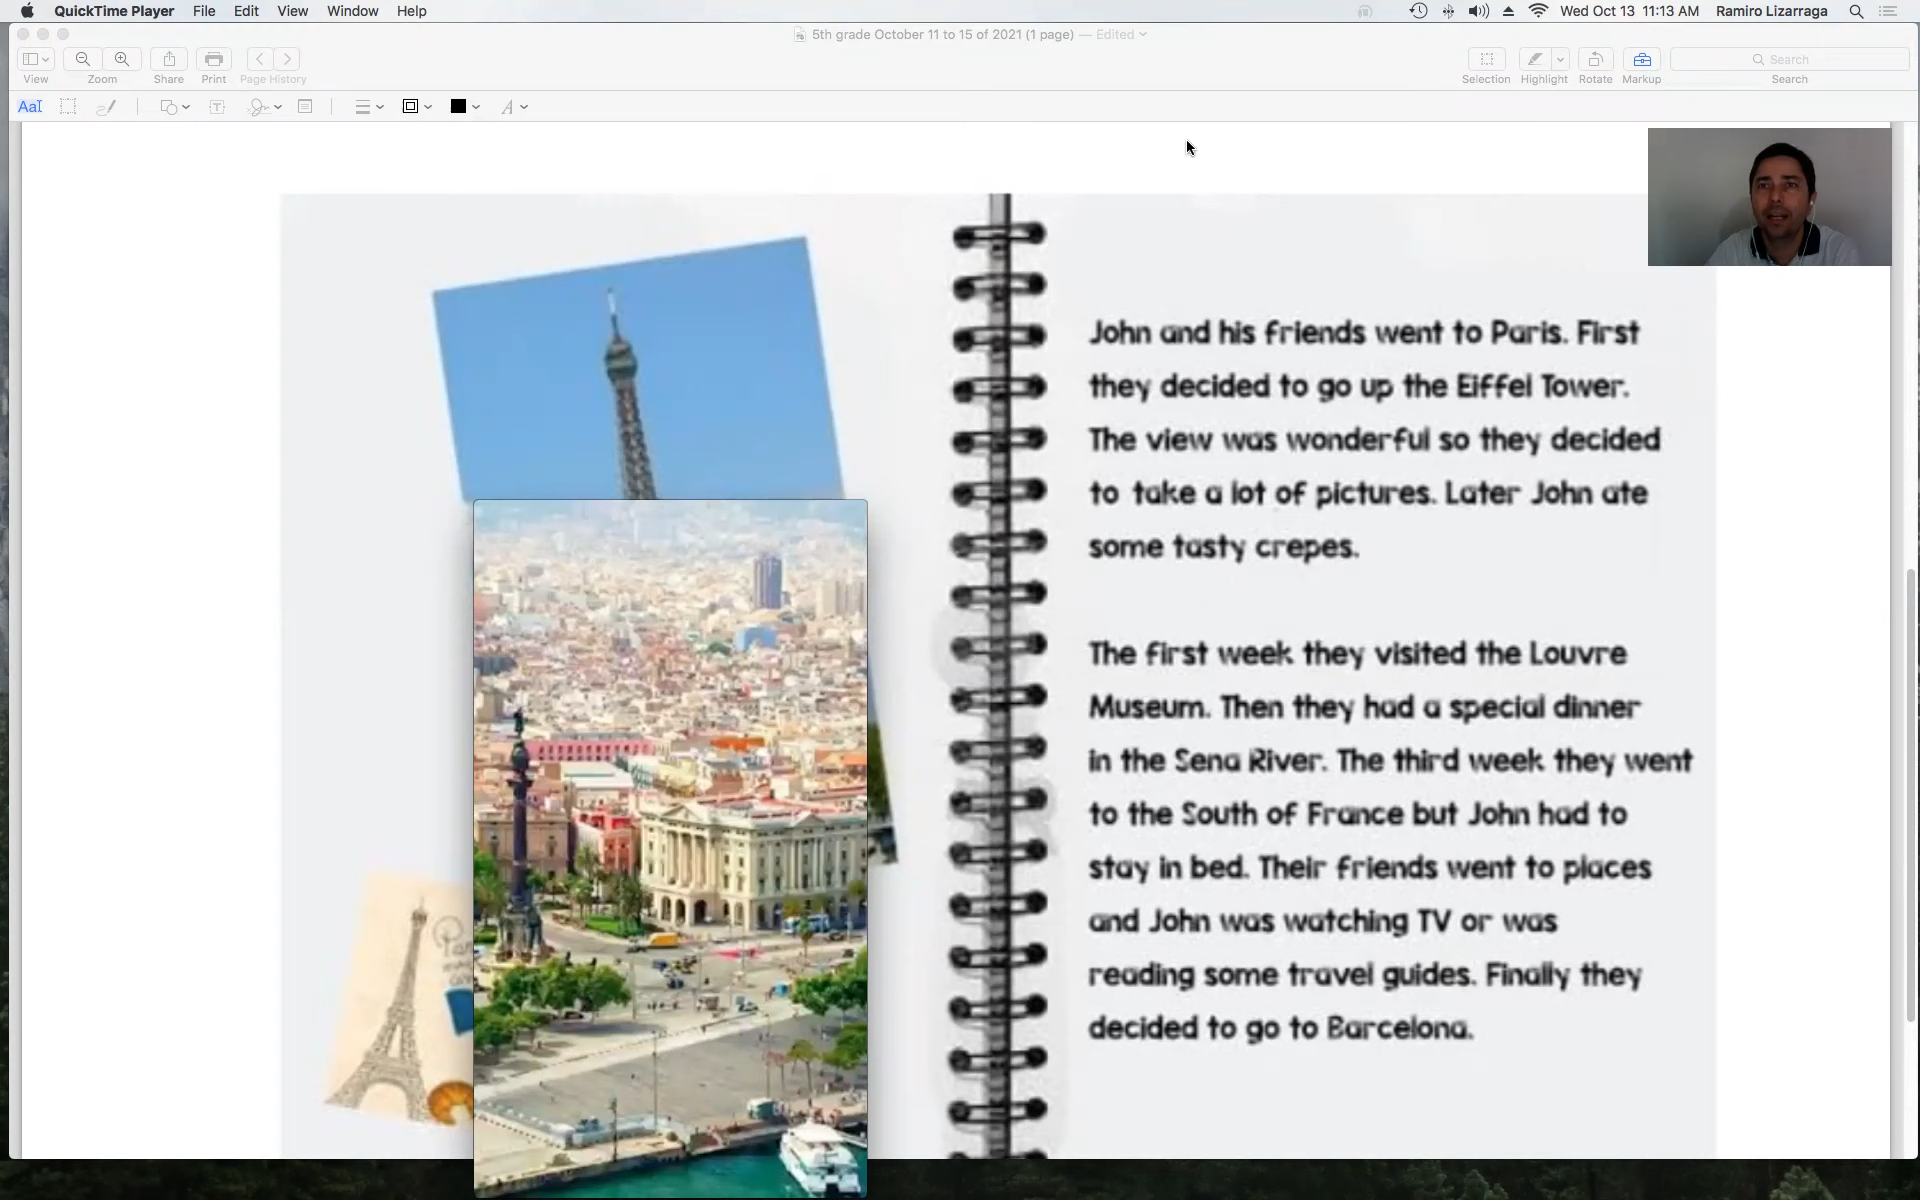 QuickTime Player File Edit View Window Help Wed Oct 13 11:13 AM Ramiro Lizarraga
5th grade October 11 to 15 of 2021 (1 page) — Edited
View Zoom Share Print Page History Selection Highlight Rotate Markup Search
Search
AaI T A
John and his friends went to Paris. First
they decided to go up the Eiffel Tower.
The view was wonderful so they decided
to take a lot of pictures. Later John ate
some tasty crepes.
The first week they visited the Louvre
Museum. Then they had a special dinner
in the Sena River. The third week they went
to the South of France but John had to
stay in bed. Their friends went to places
and John was watching TV or was
reading some travel guides. Finally they
decided to go to Barcelona.